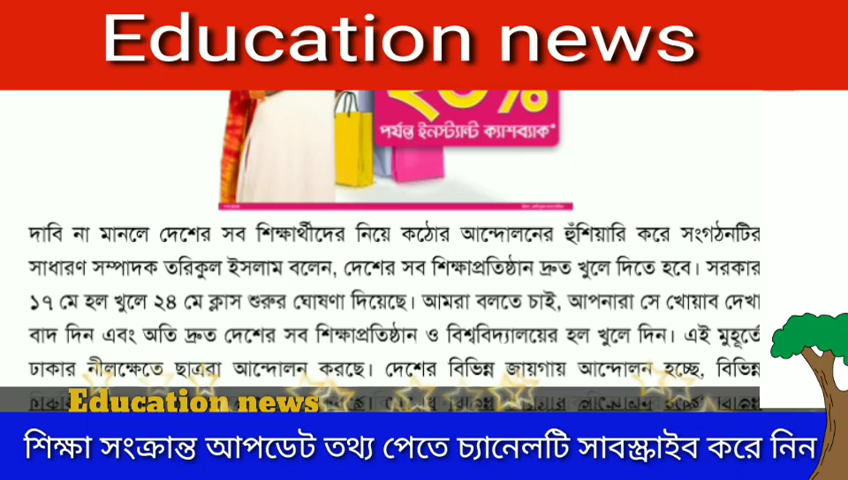 Education news
২০%
পর্যন্ত ইনস্ট্যান্ট ক্যাশব্যাক*
দাবি না মানলে দেশের সব শিক্ষার্থীদের নিয়ে কঠোর আন্দোলনের হুঁশিয়ারি করে সংগঠনটির
সাধারণ সম্পাদক তরিকুল ইসলাম বলেন, দেশের সব শিক্ষাপ্রতিষ্ঠান দ্রুত খুলে দিতে হবে। সরকার
১৭ মে হল খুলে ২৪ মে ক্লাস শুরুর ঘোষণা দিয়েছে। আমরা বলতে চাই, আপনারা সে খোয়াব দেখা
বাদ দিন এবং অতি দ্রুত দেশের সব শিক্ষাপ্রতিষ্ঠান ও বিশ্ববিদ্যালয়ের হল খুলে দিন। এই মুহূর্তে
ঢাকার নীলক্ষেতে ছাত্ররা আন্দোলন করছে। দেশের বিভিন্ন জায়গায় আন্দোলন হচ্ছে, বিভিন্ন
Education news
শিক্ষা সংক্রান্ত আপডেট তথ্য পেতে চ্যানেলটি সাবস্ক্রাইব করে নিন